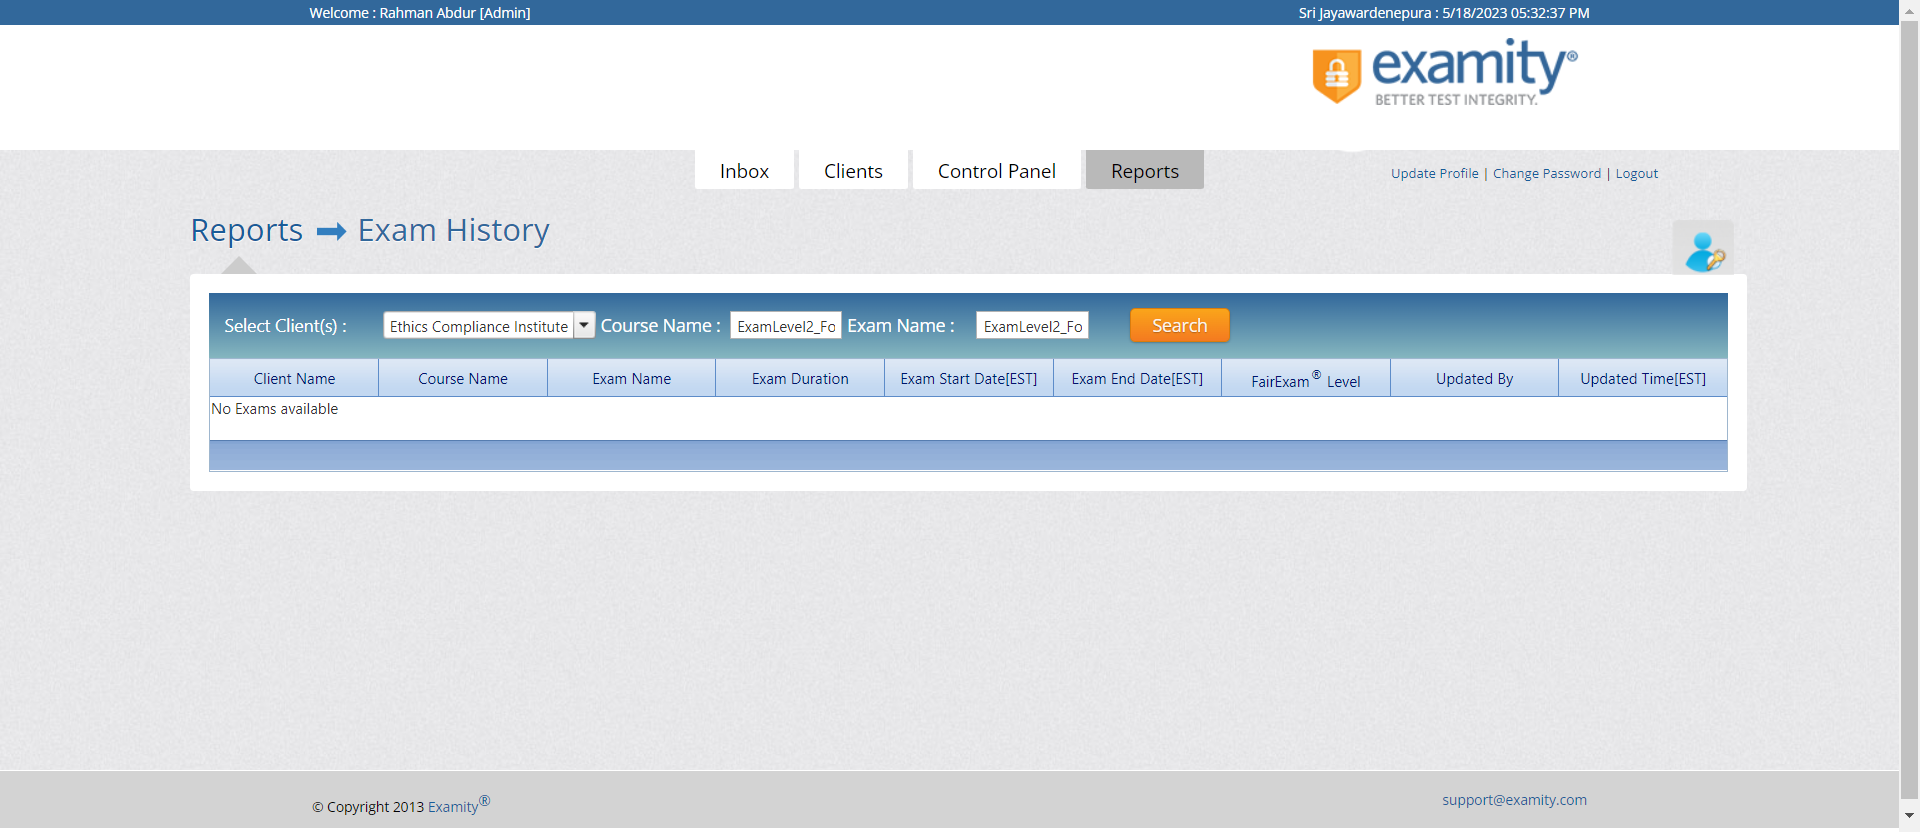 Welcome : Rahman Abdur [Admin]
Sri Jayawardenepura : 5/18/2023 05:32:37 PM
examity®
BETTER TEST INTEGRITY.
Inbox
Clients
Control Panel
Reports
Update Profile | Change Password | Logout
Reports Exam History
Select Client(s) : Ethics Compliance Institute Course Name : ExamLevel2_Fo Exam Name : ExamLevel2_Fo Search
Client Name Course Name Exam Name Exam Duration Exam Start Date[EST] Exam End Date[EST] FairExam® Level Updated By Updated Time[EST]
No Exams available
© Copyright 2013 Examity®
support@examity.com